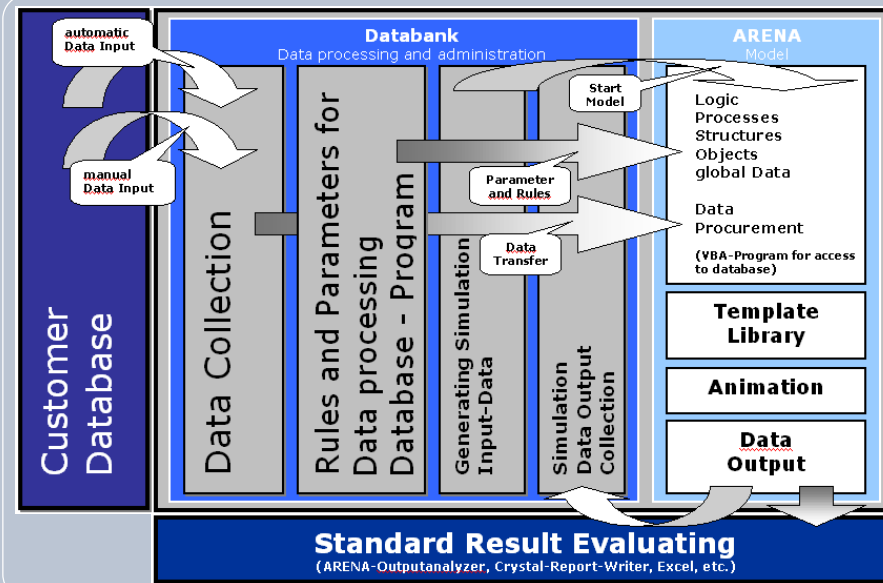 automatic
Data Input
manual
Data Input
Customer
Database
Databank
Data processing and administration
Data Collection
Rules and Parameters for
Data processing
Database - Program
Generating Simulation
Input-Data
Simulation
Data Output
Collection
Start
Model
Parameter
and Rules
Data
Transfer
ARENA
Model
Logic
Processes
Structures
Objects
global Data
Data
Procurement
(VBA-Program for access
to database)
Template
Library
Animation
Data
Output
Standard Result Evaluating
(ARENA-Outputanalyzer, Crystal-Report-Writer, Excel, etc.)